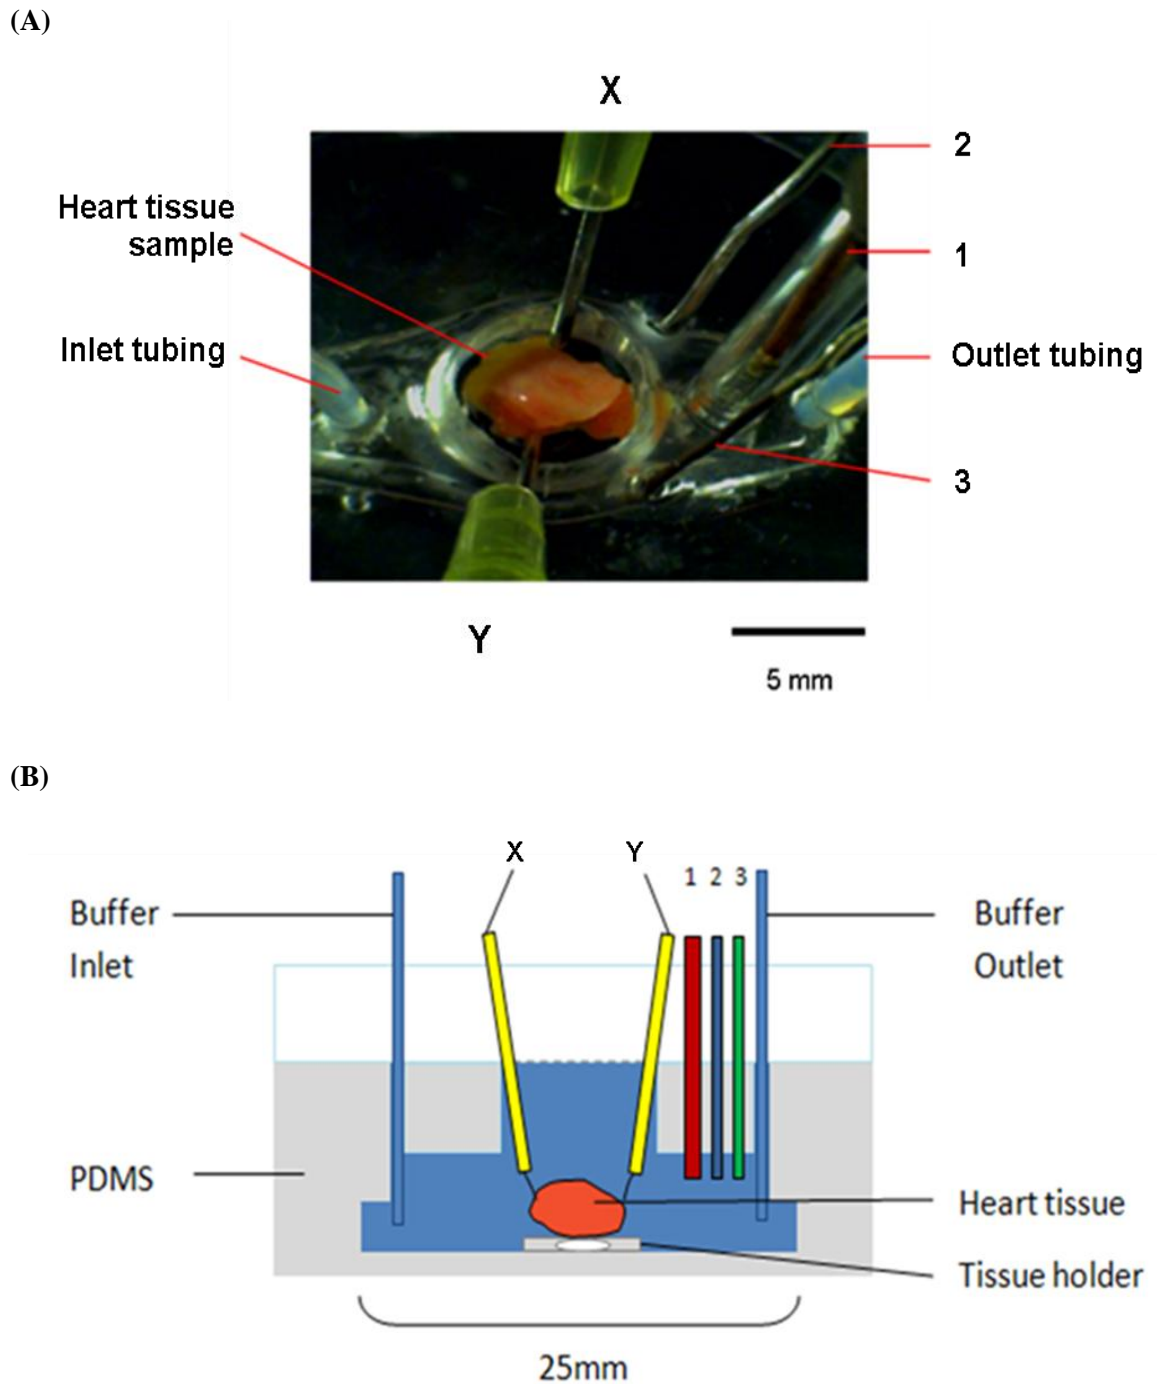 (A)
X
2
Heart tissue
sample
1
Inlet tubing
Outlet tubing
3
Y
5 mm
(B)
X
Y
1 2 3
Buffer
Inlet
Buffer
Outlet
PDMS
Heart tissue
Tissue holder
25mm